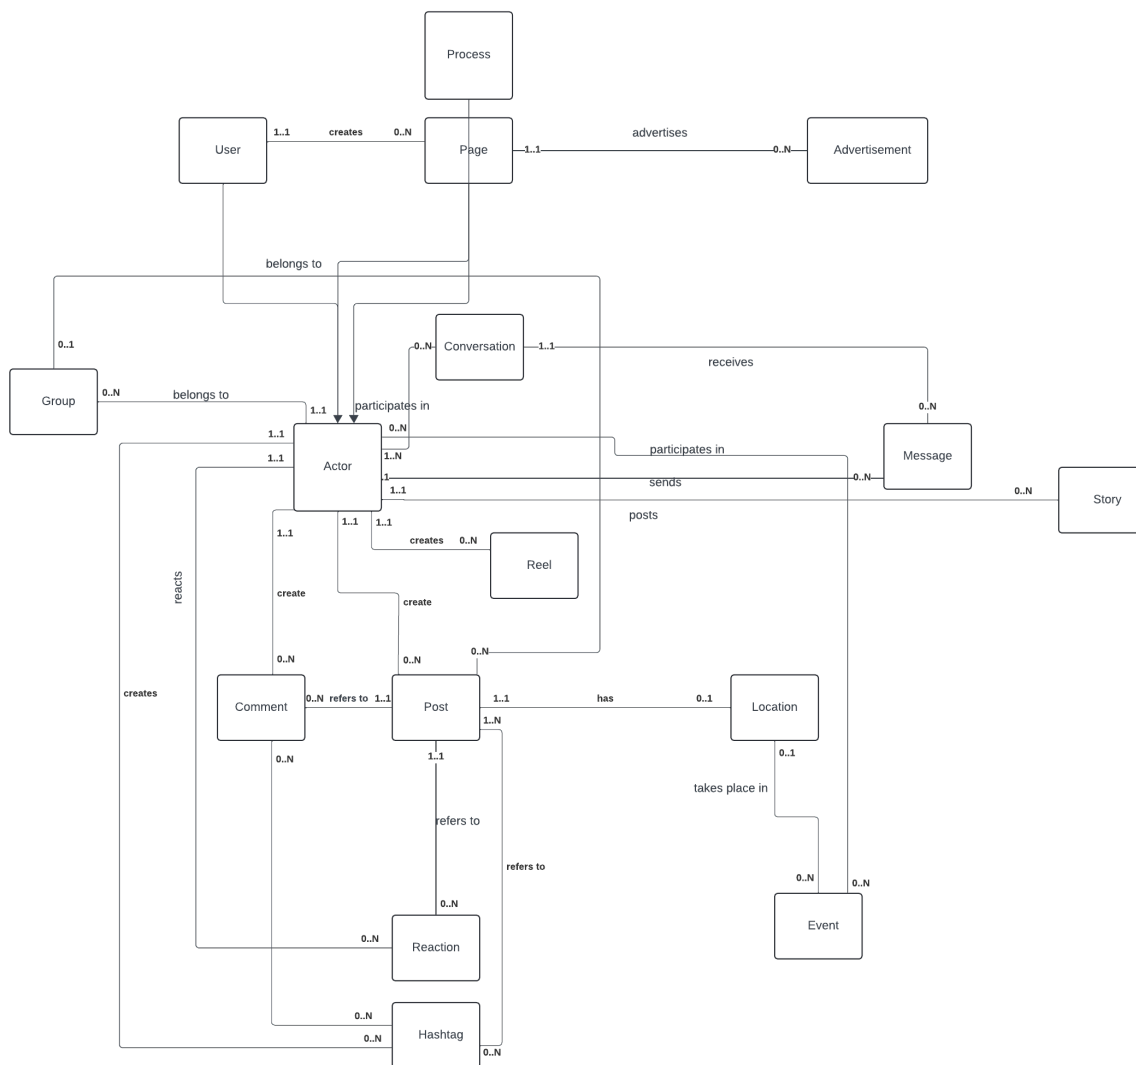 Process
1..1 creates 0..N
advertises
User
Page
1..1
0..N
Advertisement
belongs to
0..1
0..N
Conversation
1..1
receives
Group
0..N
belongs to
1..1
participates in
0..N
0..N
1..1
participates in
1..N
Message
1..1
Actor
.1
sends
0..N
1..1
0..N
Story
posts
1..1
1..1
1..1
creates 0..N
Reel
reacts
create
create
0..N
0..N
0..N
creates
Comment
0..N refers to 1..1
Post
1..1
has
0..1
Location
1..N
0..N
1..1
0..1
takes place in
refers to
refers to
0..N
0..N
0..N
Event
0..N
Reaction
0..N
0..N
Hashtag
0..N